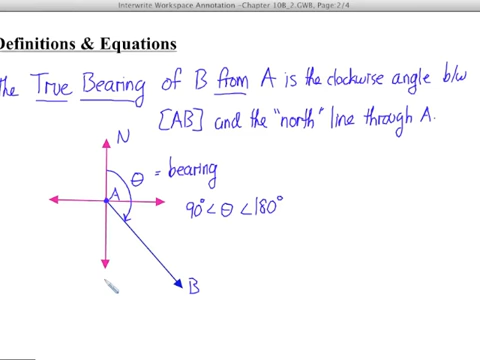 Interwrite Workspace Annotation -Chapter 10B_2.GWB, Page:2/4
Definitions & Equations
The True Bearing of B from A is the clockwise angle b/w
[AB] and the "north" line through A.
N
θ = bearing
A
90° < θ < 180°
B